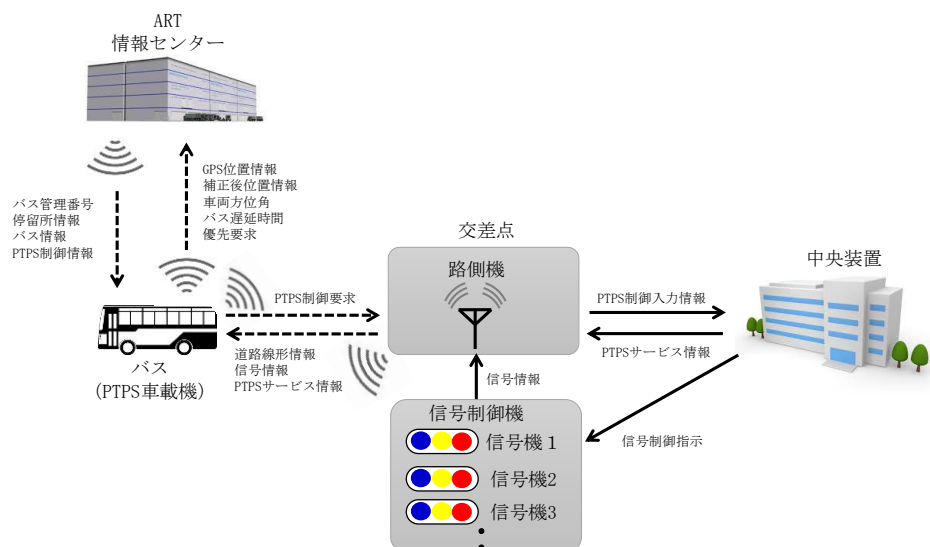 ART
情報センター
GPS位置情報
補正後位置情報
車両方位角
バス遅延時間
優先要求
バス管理番号
停留所情報
バス情報
PTPS制御情報
交差点
路側機
中央装置
PTPS制御要求
PTPS制御入力情報
道路線形情報
信号情報
PTPSサービス情報
PTPSサービス情報
バス
(PTPS車載機)
信号情報
信号制御機
信号機１
信号機2
信号機3
信号制御指示